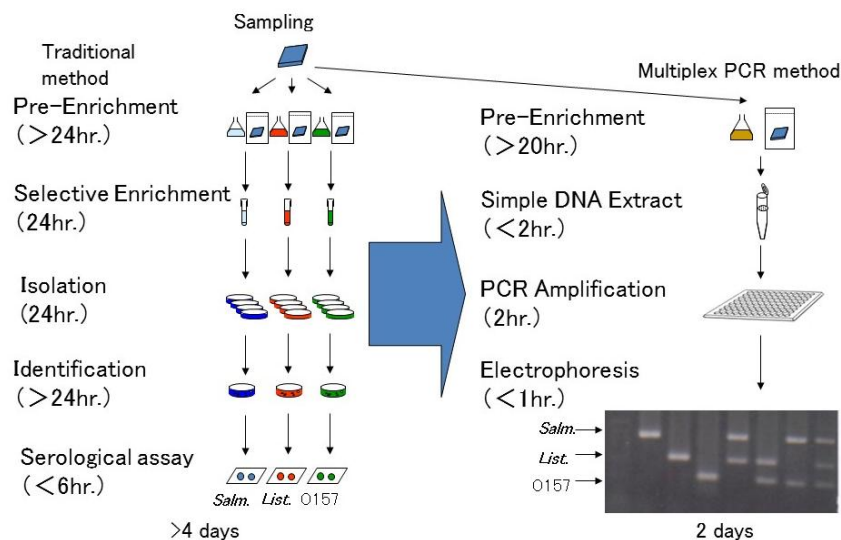 Sampling
Traditional
method
Pre-Enrichment
(>24hr.)
Selective Enrichment
(24hr.)
Isolation
(24hr.)
Identification
(>24hr.)
Serological assay
(<6hr.)
Salm. List. O157
>4 days
Multiplex PCR method
Pre-Enrichment
(>20hr.)
Simple DNA Extract
(<2hr.)
PCR Amplification
(2hr.)
Electrophoresis
(<1hr.)
Salm.
List.
O157
2 days